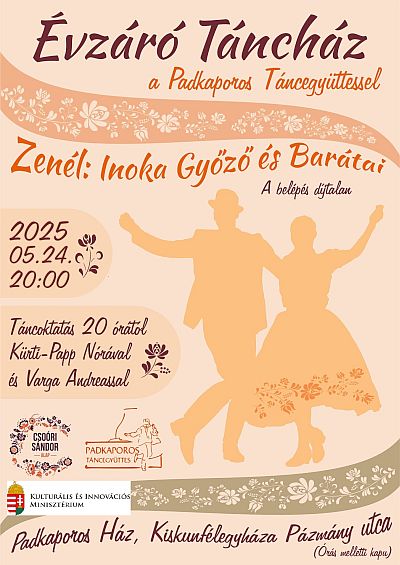 Évzáró Táncház
a Padkaporos Táncegyüttessel
Zenél: Inoka Győző és Barátai
A belépés díjtalan
2025
05.24.
20:00
Táncoktatás 20 órától
Kürti-Papp Nórával
és Varga Andreassal
CSOÓRI
SÁNDOR
ALAP
PADKAPOROS
TÁNCEGYÜTTES
KULTURÁLIS ÉS INNOVÁCIÓS
MINISZTÉRIUM
Padkaporos Ház, Kiskunfélegyháza Pázmány utca
(Órás melletti kapu)